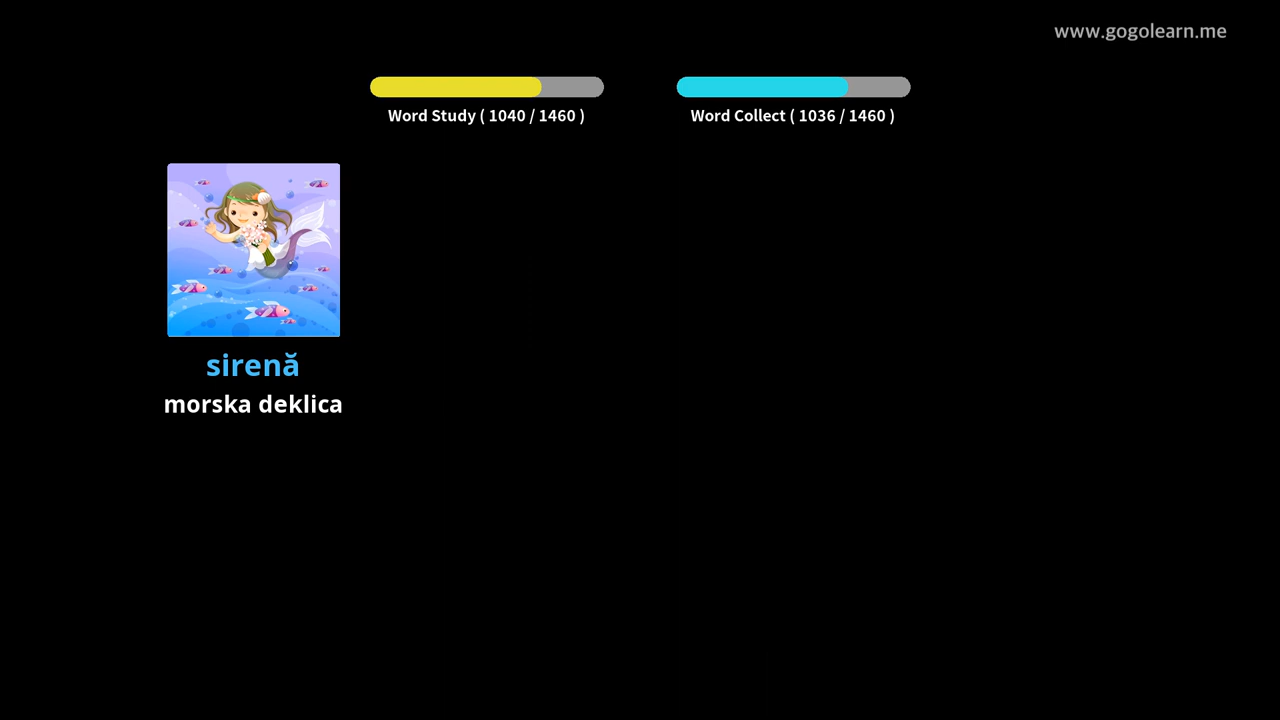 www.gogolearn.me
Word Study ( 1040 / 1460 )
Word Collect ( 1036 / 1460 )
sirenă
morska deklica